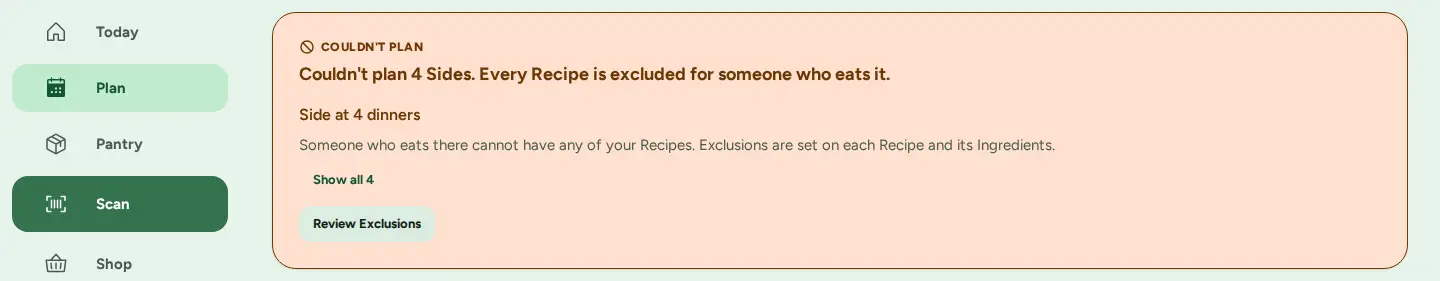 Today
Plan
Pantry
Scan
Shop
COULDN'T PLAN
Couldn't plan 4 Sides. Every Recipe is excluded for someone who eats it.
Side at 4 dinners
Someone who eats there cannot have any of your Recipes. Exclusions are set on each Recipe and its Ingredients.
Show all 4
Review Exclusions